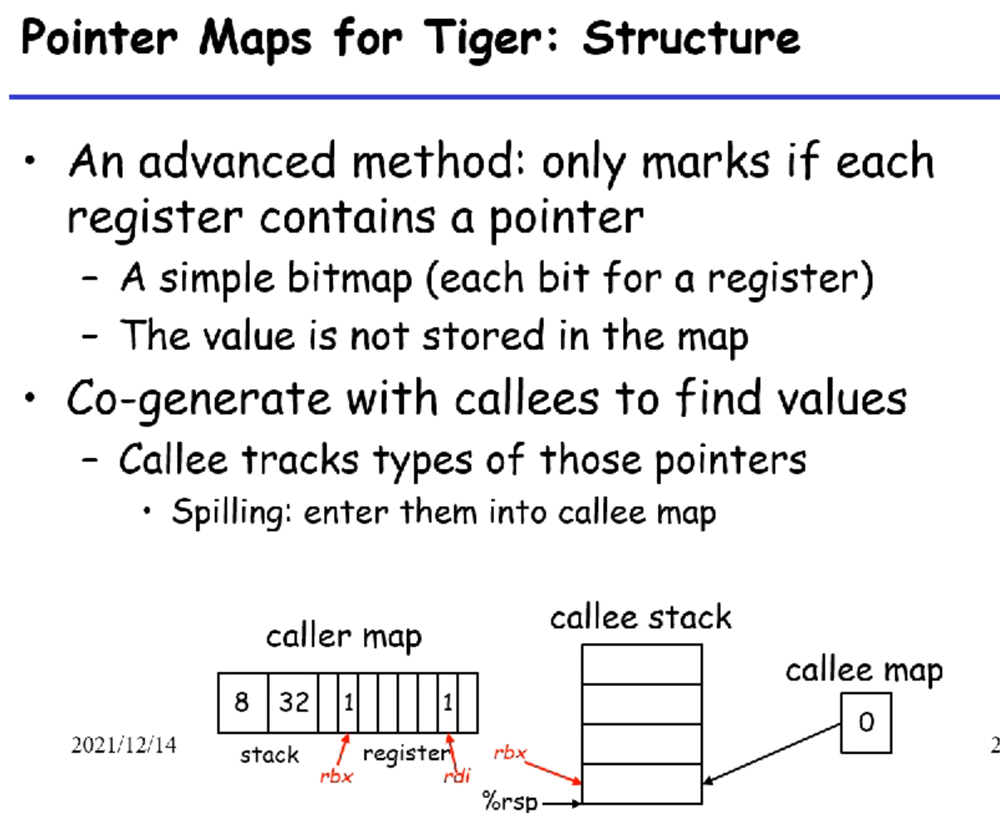 Pointer Maps for Tiger: Structure
• An advanced method: only marks if each
register contains a pointer
– A simple bitmap (each bit for a register)
– The value is not stored in the map
• Co-generate with callees to find values
– Callee tracks types of those pointers
• Spilling: enter them into callee map
callee stack
caller map
callee map
8 32 1 1
0
2021/12/14
stack register
rbx rdi
rbx
%rsp
2